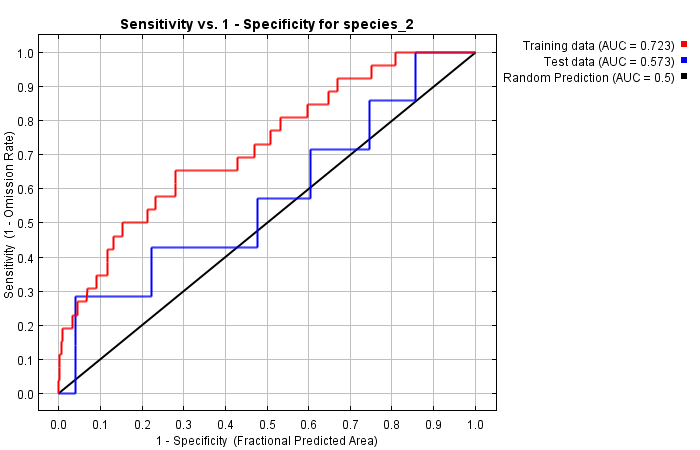 Sensitivity vs. 1 - Specificity for species_2
Training data (AUC = 0.723)
Test data (AUC = 0.573)
Random Prediction (AUC = 0.5)
Sensitivity (1 - Omission Rate)
1.0
0.9
0.8
0.7
0.6
0.5
0.4
0.3
0.2
0.1
0.0
0.0 0.1 0.2 0.3 0.4 0.5 0.6 0.7 0.8 0.9 1.0
1 - Specificity (Fractional Predicted Area)